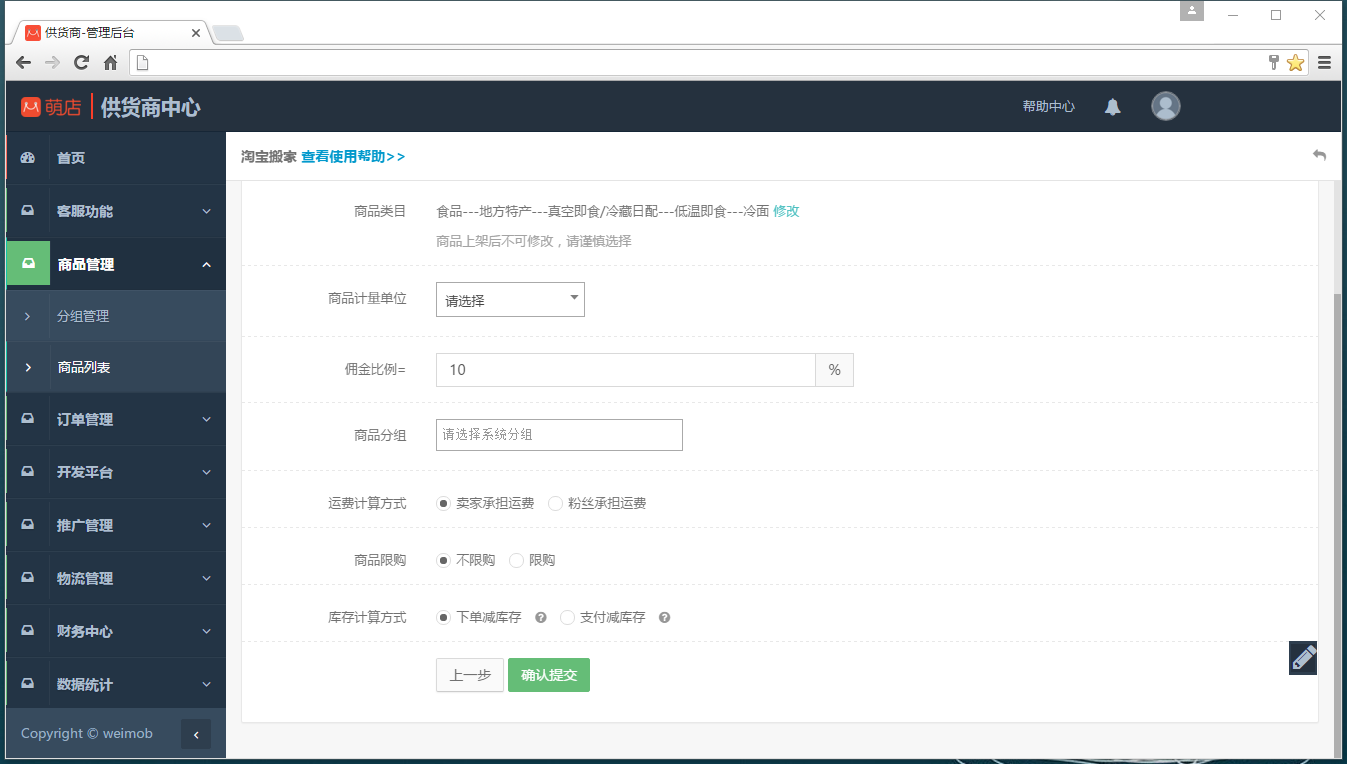 供货商-管理后台
萌店 供货商中心
帮助中心
首页
客服功能
商品管理
分组管理
商品列表
订单管理
开发平台
推广管理
物流管理
财务中心
数据统计
Copyright © weimob
淘宝搬家 查看使用帮助>>
商品类目 食品---地方特产---真空即食/冷藏日配---低温即食---冷面 修改
商品上架后不可修改，请谨慎选择
商品计量单位 请选择
佣金比例= 10 %
商品分组 请选择系统分组
运费计算方式 卖家承担运费 粉丝承担运费
商品限购 不限购 限购
库存计算方式 下单减库存 ? 支付减库存 ?
上一步 确认提交